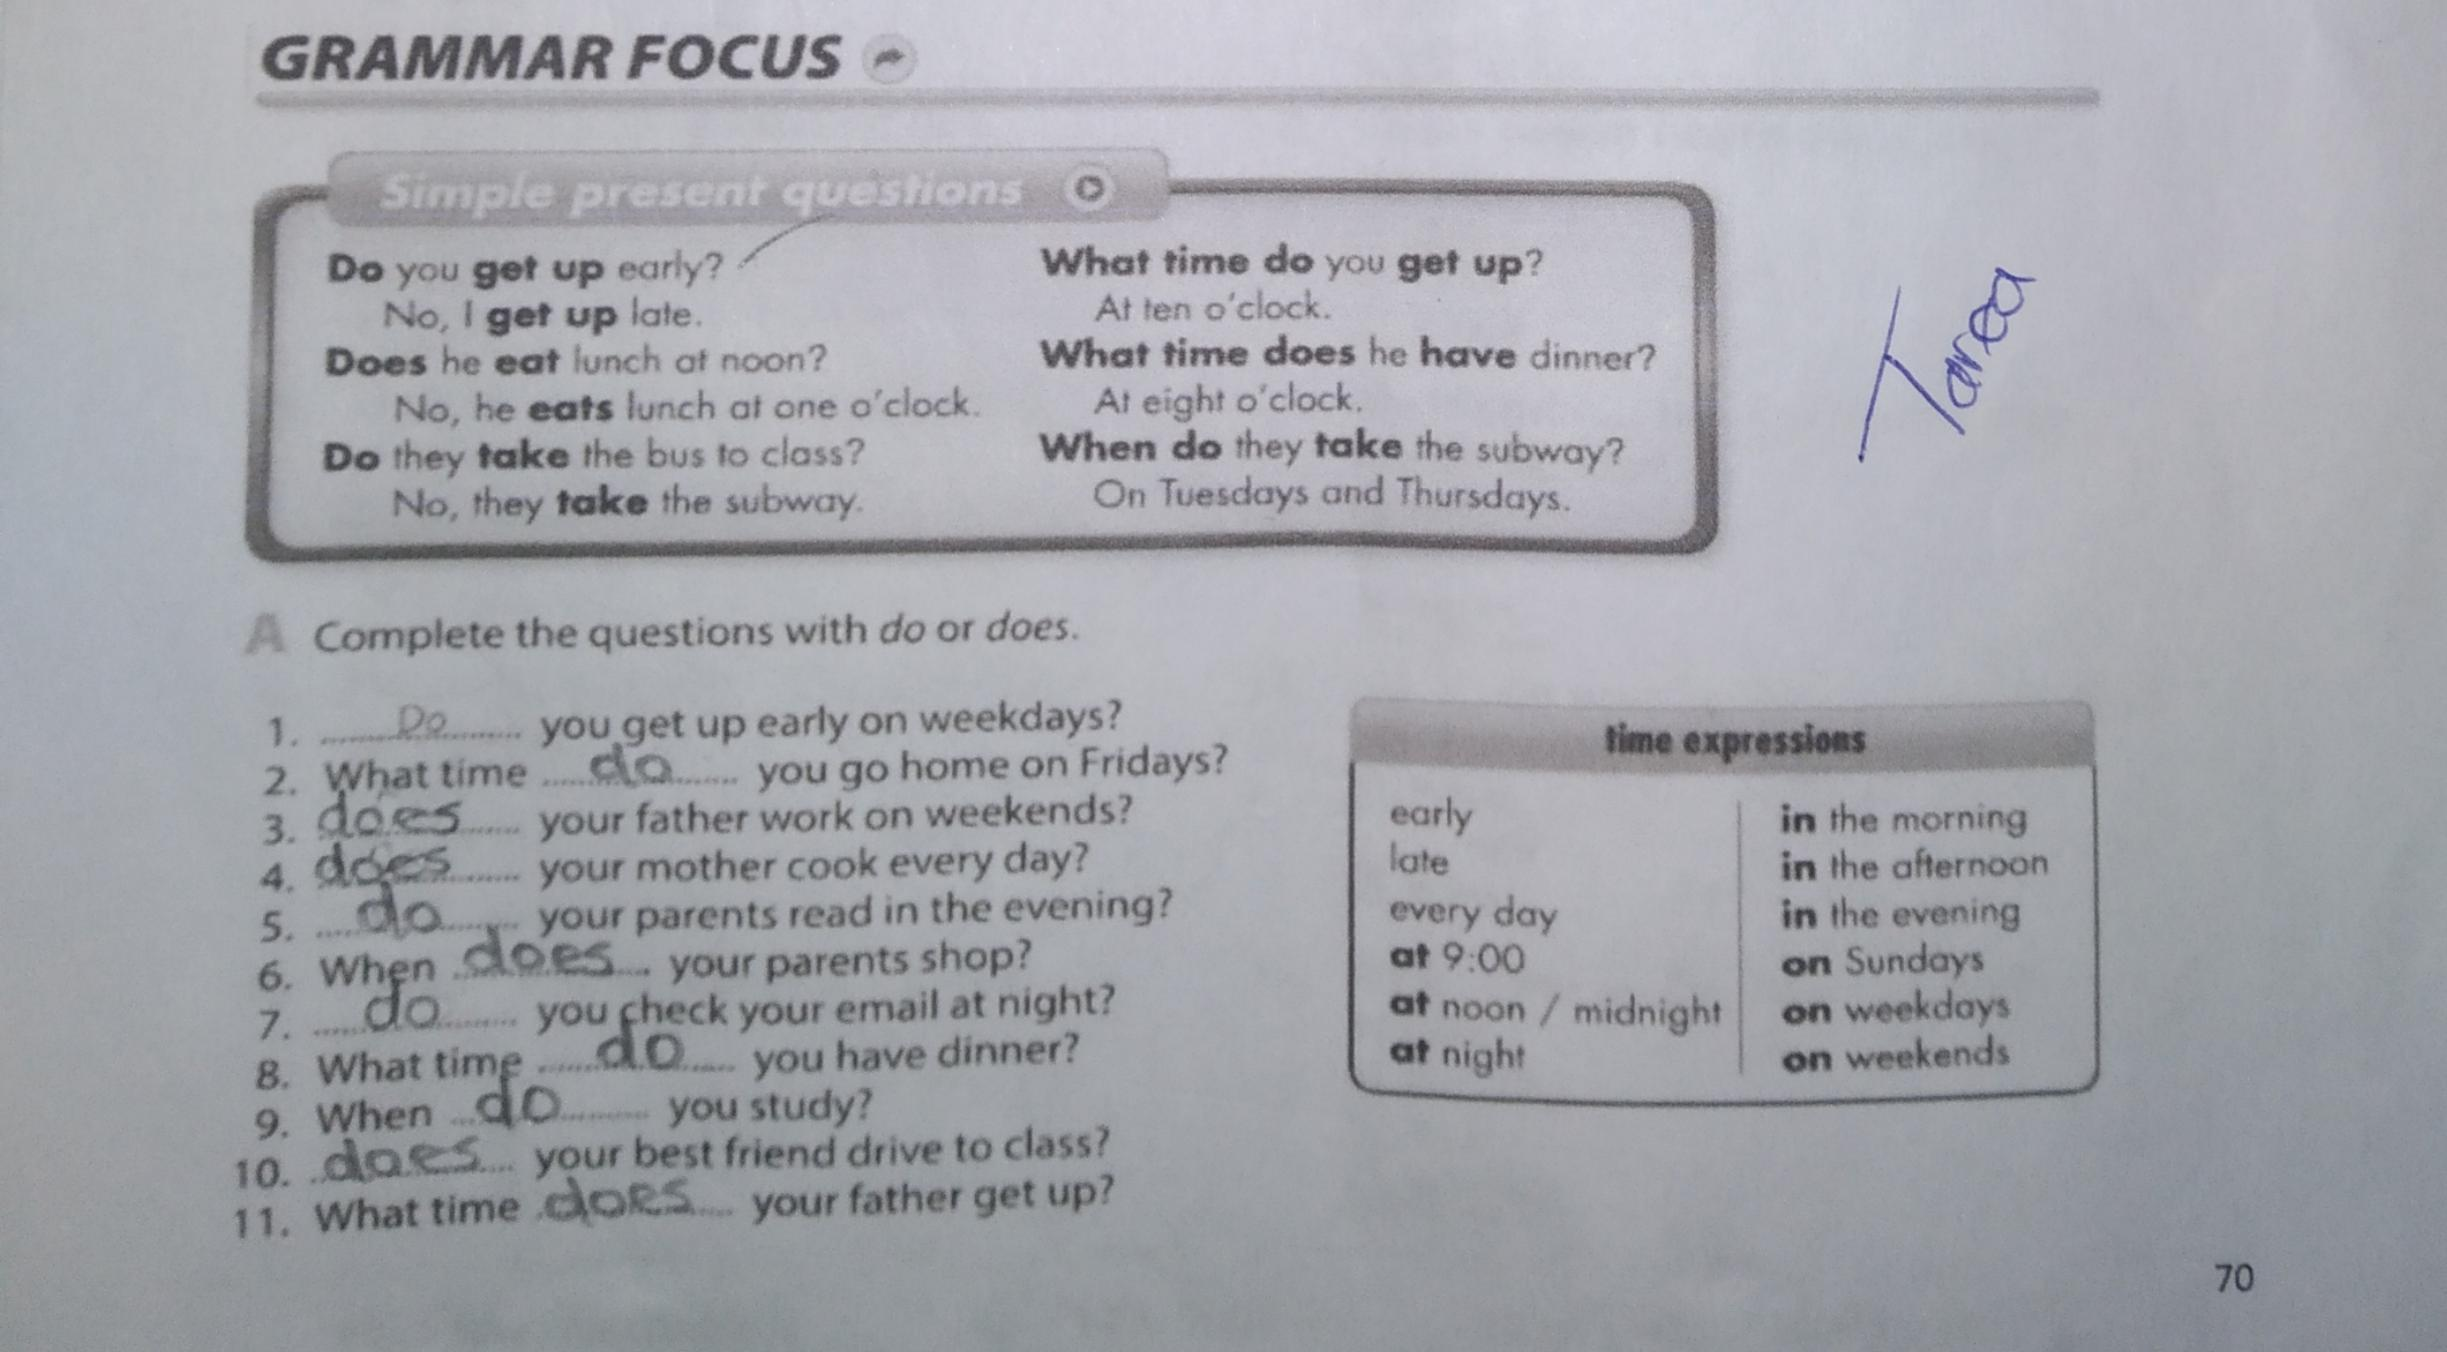 GRAMMAR FOCUS
Simple present questions
Do you get up early?
No, I get up late.
Does he eat lunch at noon?
No, he eats lunch at one o'clock.
Do they take the bus to class?
No, they take the subway.
What time do you get up?
At ten o'clock.
What time does he have dinner?
At eight o'clock.
When do they take the subway?
On Tuesdays and Thursdays.
Tarea
A Complete the questions with do or does.
1. Do you get up early on weekdays?
2. What time do you go home on Fridays?
3. does your father work on weekends?
4. does your mother cook every day?
5. do your parents read in the evening?
6. When does your parents shop?
7. do you check your email at night?
8. What time do you have dinner?
9. When do you study?
10. does your best friend drive to class?
11. What time does your father get up?
time expressions
early
late
every day
at 9:00
at noon / midnight
at night
in the morning
in the afternoon
in the evening
on Sundays
on weekdays
on weekends
70